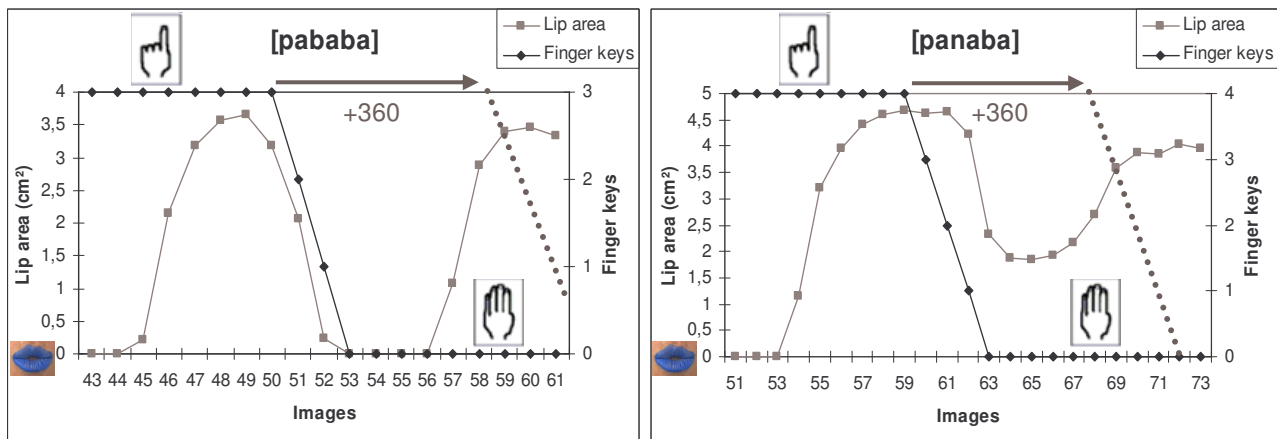 [pababa]
Lip area
Finger keys
+360
4
3,5
3
2,5
2
1,5
1
0,5
0
Lip area (cm²)
3
2
1
0
Finger keys
43 44 45 46 47 48 49 50 51 52 53 54 55 56 57 58 59 60 61
Images
[panaba]
Lip area
Finger keys
+360
5
4,5
4
3,5
3
2,5
2
1,5
1
0,5
0
Lip area (cm²)
4
3
2
1
0
Finger keys
51 53 55 57 59 61 63 65 67 69 71 73
Images